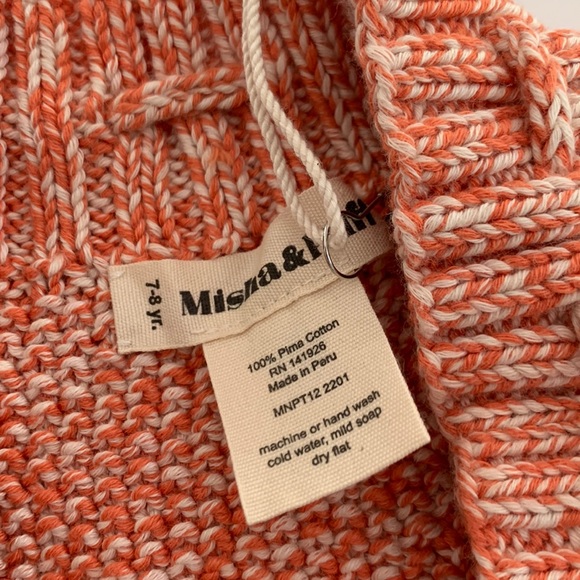 7-8 yr.
Misha &
100% Pima Cotton
RN 141926
Made in Peru
MNPT12 2201
machine or hand wash
cold water, mild soap
dry flat